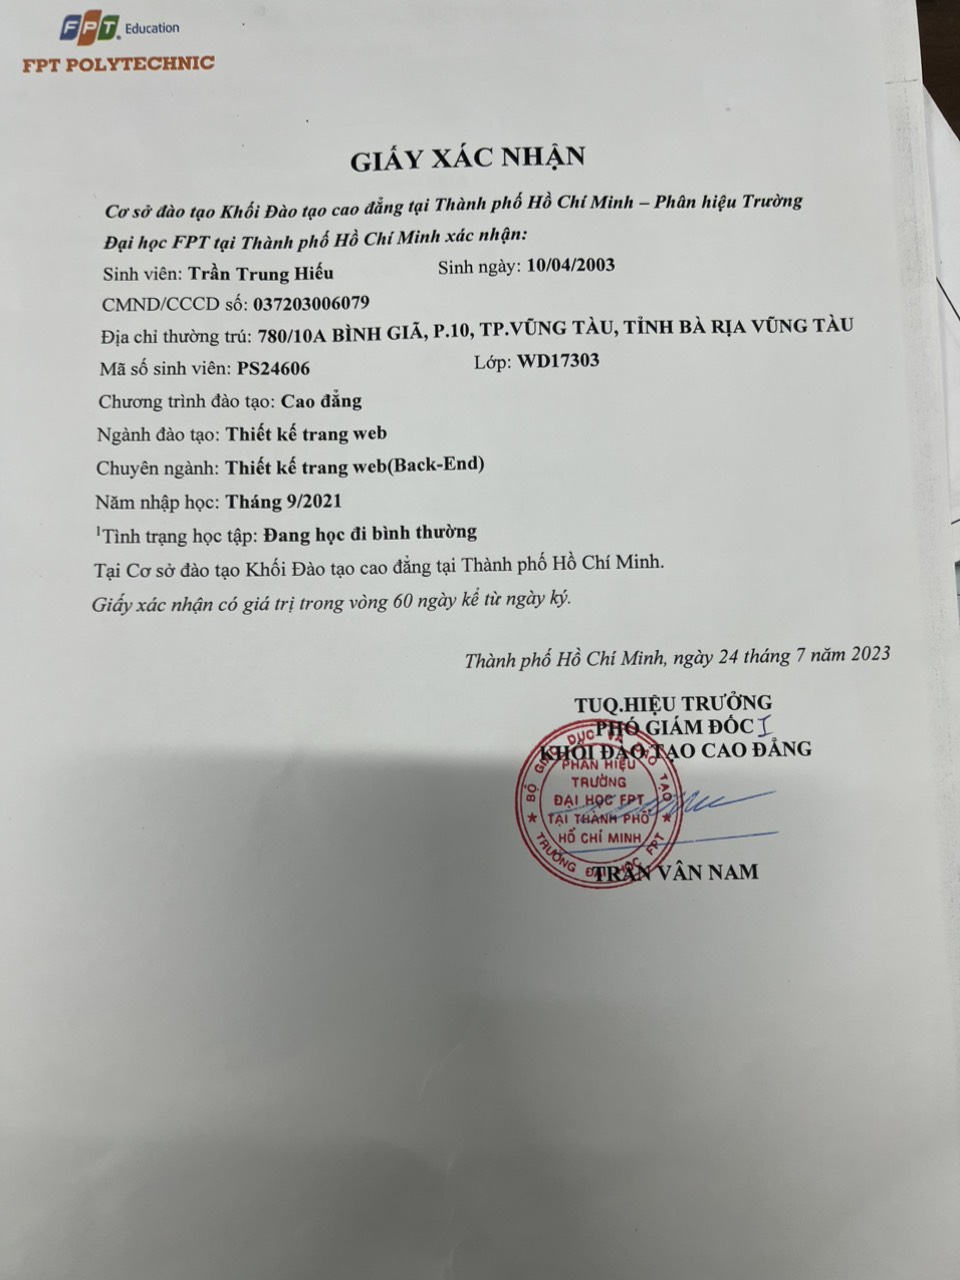 FPT Education
FPT POLYTECHNIC
GIẤY XÁC NHẬN
Cơ sở đào tạo Khối Đào tạo cao đẳng tại Thành phố Hồ Chí Minh – Phân hiệu Trường
Đại học FPT tại Thành phố Hồ Chí Minh xác nhận:
Sinh viên: Trần Trung Hiếu Sinh ngày: 10/04/2003
CMND/CCCD số: 037203006079
Địa chỉ thường trú: 780/10A BÌNH GIÃ, P.10, TP.VŨNG TÀU, TỈNH BÀ RỊA VŨNG TÀU
Mã số sinh viên: PS24606 Lớp: WD17303
Chương trình đào tạo: Cao đẳng
Ngành đào tạo: Thiết kế trang web
Chuyên ngành: Thiết kế trang web(Back-End)
Năm nhập học: Tháng 9/2021
¹Tình trạng học tập: Đang học đi bình thường
Tại Cơ sở đào tạo Khối Đào tạo cao đẳng tại Thành phố Hồ Chí Minh.
Giấy xác nhận có giá trị trong vòng 60 ngày kể từ ngày ký.
Thành phố Hồ Chí Minh, ngày 24 tháng 7 năm 2023
TUQ.HIỆU TRƯỞNG
PHÓ GIÁM ĐỐC
KHỐI ĐÀO TẠO CAO ĐẲNG
BỘ GIÁO DỤC VÀ ĐÀO TẠO
PHÂN HIỆU
TRƯỜNG
ĐẠI HỌC FPT
TẠI THÀNH PHỐ
HỒ CHÍ MINH
TRƯỜNG ĐẠI HỌC FPT
TRẦN VÂN NAM